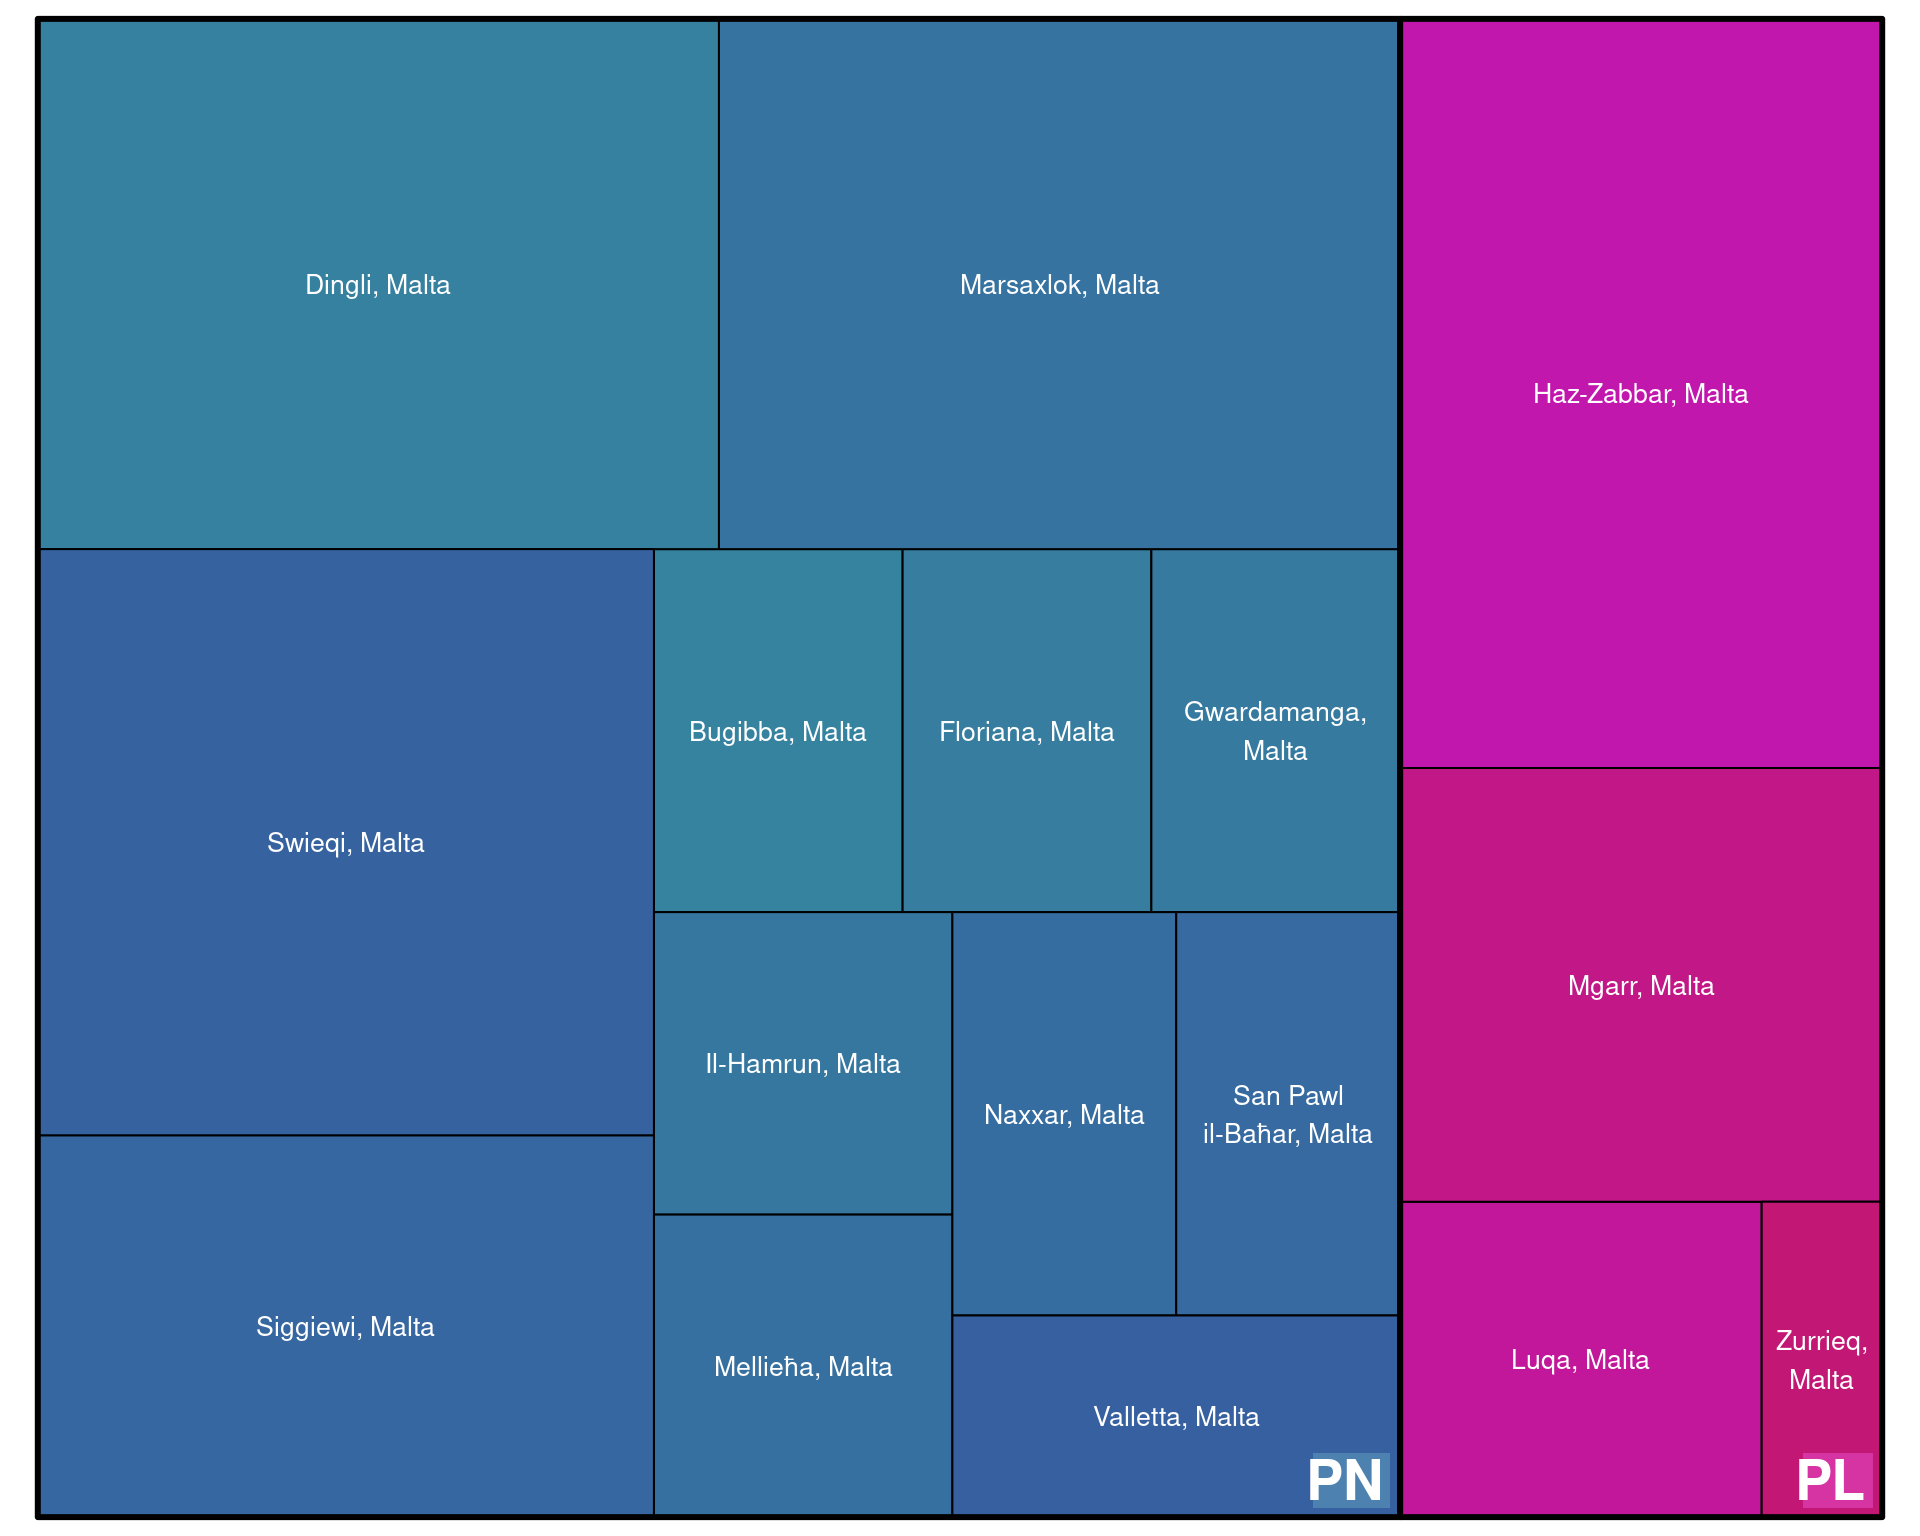 Dingli, Malta
Marsaxlok, Malta
Haz-Zabbar, Malta
Swieqi, Malta
Bugibba, Malta
Floriana, Malta
Gwardamanga,
Malta
Mgarr, Malta
Il-Hamrun, Malta
Naxxar, Malta
San Pawl
il-Baħar, Malta
Siggiewi, Malta
Mellieħa, Malta
Valletta, Malta
Luqa, Malta
Zurrieq,
Malta
PN
PL